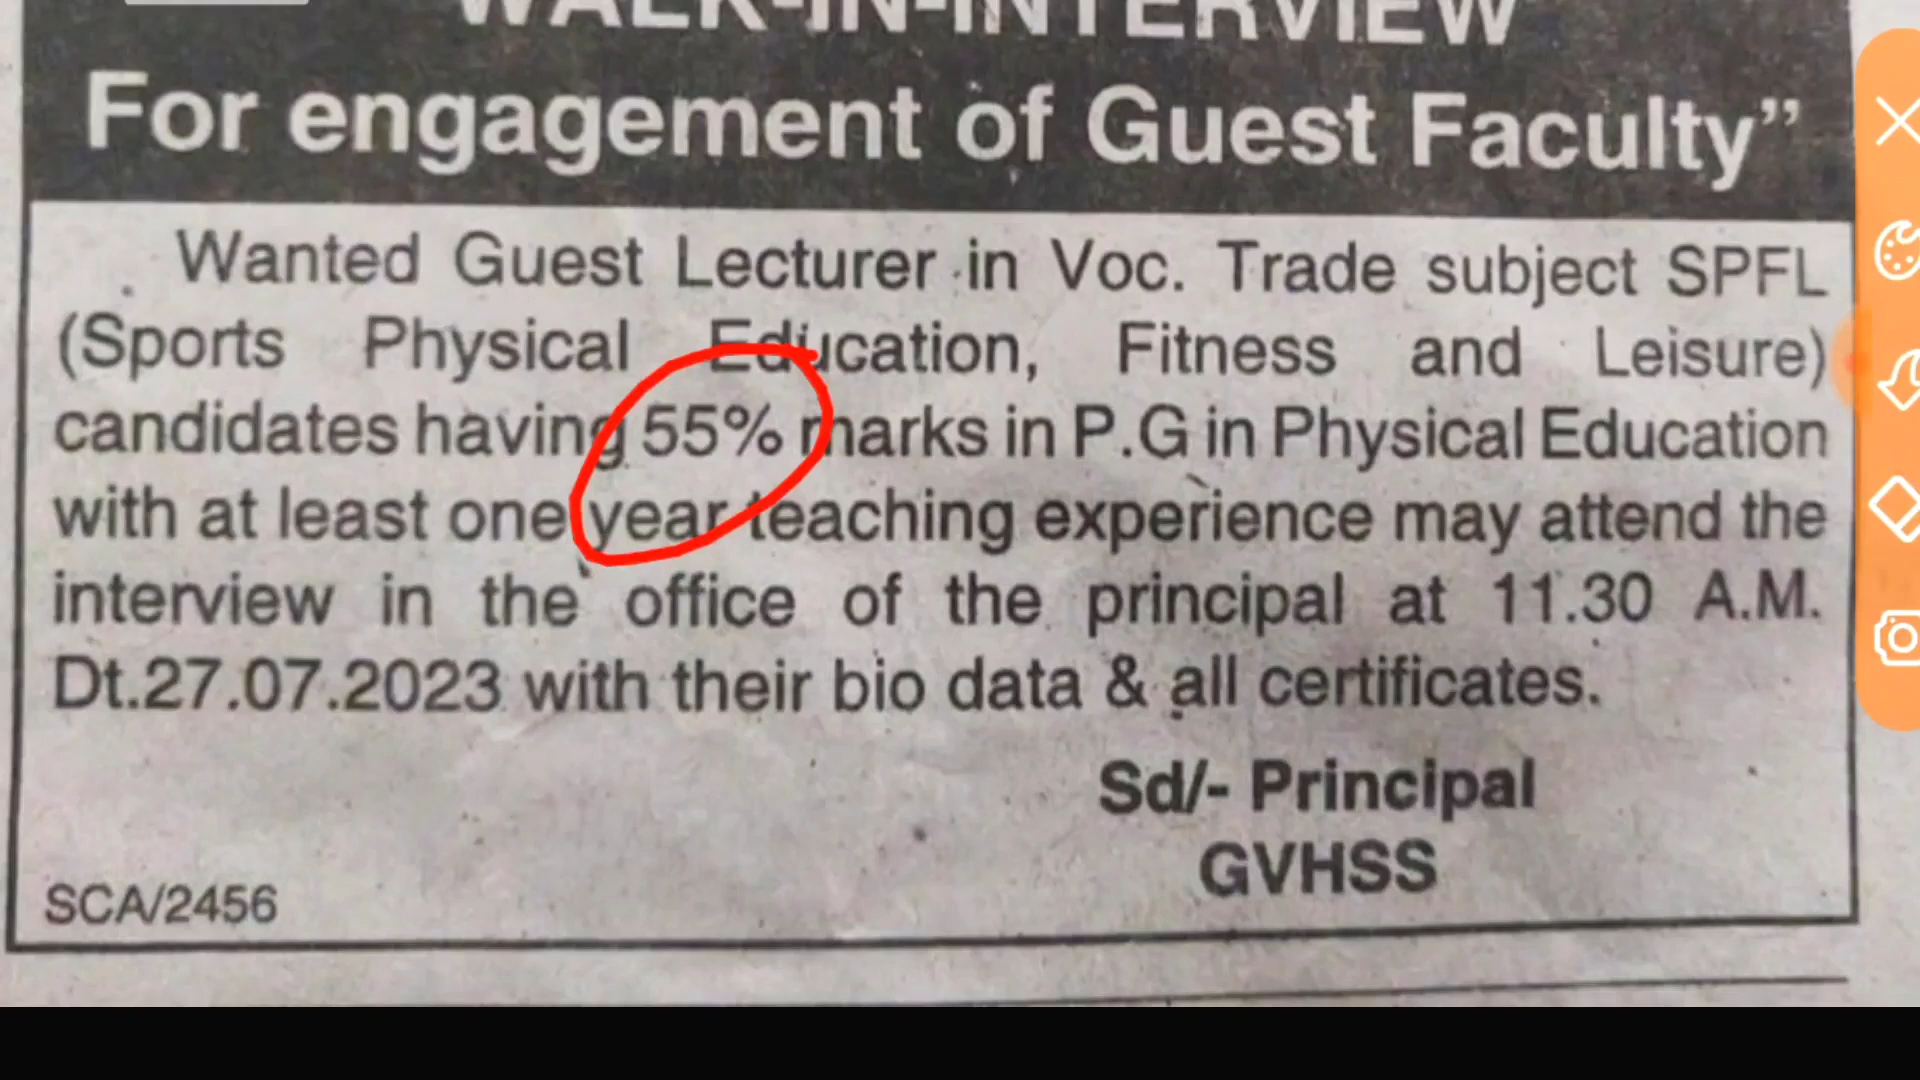 WALK-IN-INTERVIEW
For engagement of Guest Faculty”
Wanted Guest Lecturer in Voc. Trade subject SPFL
(Sports Physical Education, Fitness and Leisure)
candidates having 55% marks in P.G in Physical Education
with at least one year teaching experience may attend the
interview in the office of the principal at 11.30 A.M.
Dt.27.07.2023 with their bio data & all certificates.
Sd/- Principal
GVHSS
SCA/2456